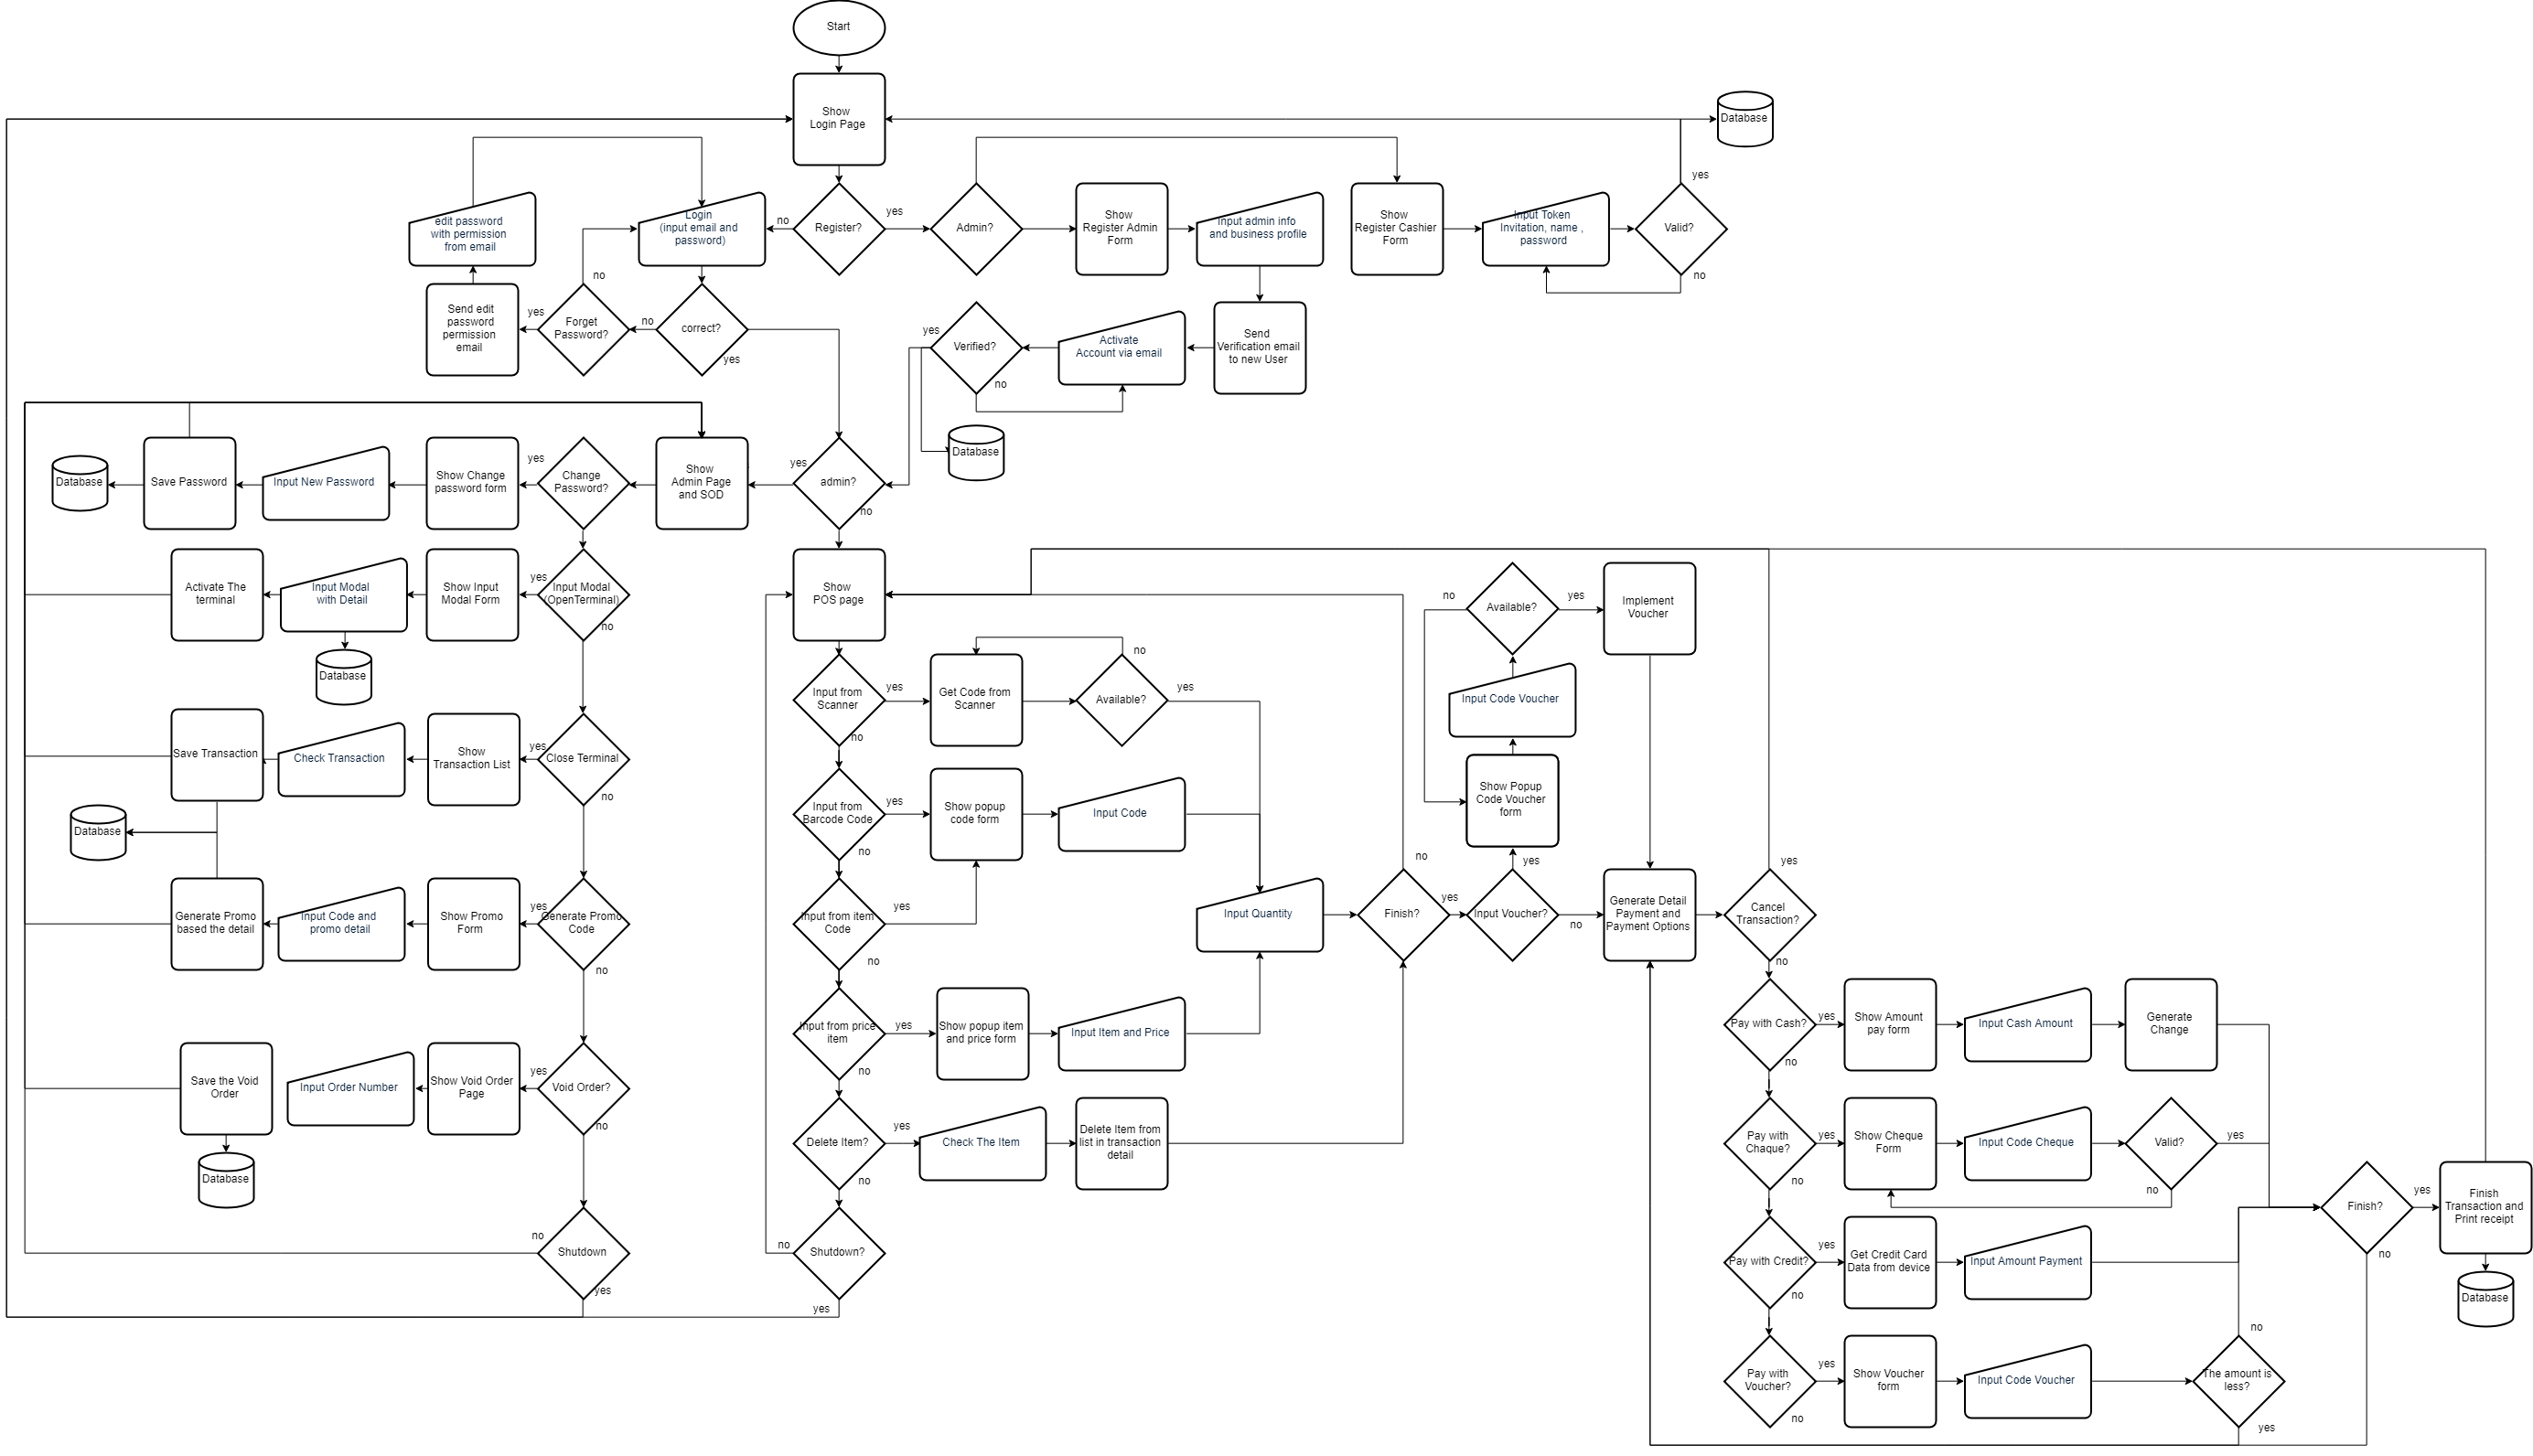 Start
Show
Login Page
Database
yes
edit password
with permission
from email
Login
(input email and
password)
no
Register?
yes
Admin?
Show
Register Admin
Form
Input admin info
and business profile
Show
Register Cashier
Form
Input Token
Invitation, name ,
password
Valid?
no
no
Send edit
password
permission
email
yes
Forget
Password?
no
correct?
yes
yes
Verified?
no
Activate
Account via email
Send
Verification email
to new User
Database
Database
Save Password
Input New Password
Show Change
password form
yes
Change
Password?
Show
Admin Page
and SOD
yes
admin?
no
Activate The
terminal
Input Modal
with Detail
Show Input
Modal Form
yes
Input Modal
(OpenTerminal)
no
Database
Show
POS page
no
Available?
yes
Implement
Voucher
Input from
Scanner
yes
no
Get Code from
Scanner
Available?
no
yes
Input Code Voucher
Save Transaction
Check Transaction
Show
Transaction List
yes
Close Terminal
no
Database
Input from
Barcode Code
yes
no
Show popup
code form
Input Code
Show Popup
Code Voucher
form
yes
Generate Promo
based the detail
Input Code and
promo detail
Show Promo
Form
yes
Generate Promo
Code
no
Input from item
Code
yes
no
Input Quantity
no
Finish?
yes
Input Voucher?
no
Generate Detail
Payment and
Payment Options
yes
Cancel
Transaction?
no
Input from price
item
yes
no
Show popup item
and price form
Input Item and Price
Pay with Cash?
yes
no
Show Amount
pay form
Input Cash Amount
Generate
Change
Save the Void
Order
Input Order Number
Show Void Order
Page
yes
Void Order?
no
Database
Delete Item?
yes
no
Check The Item
Delete Item from
list in transaction
detail
Pay with
Chaque?
yes
no
Show Cheque
Form
Input Code Cheque
Valid?
yes
no
no
Shutdown
yes
no
Shutdown?
yes
Pay with Credit?
yes
no
Get Credit Card
Data from device
Input Amount Payment
Finish?
yes
no
Finish
Transaction and
Print receipt
Database
Pay with
Voucher?
yes
no
Show Voucher
form
Input Code Voucher
no
The amount is
less?
yes